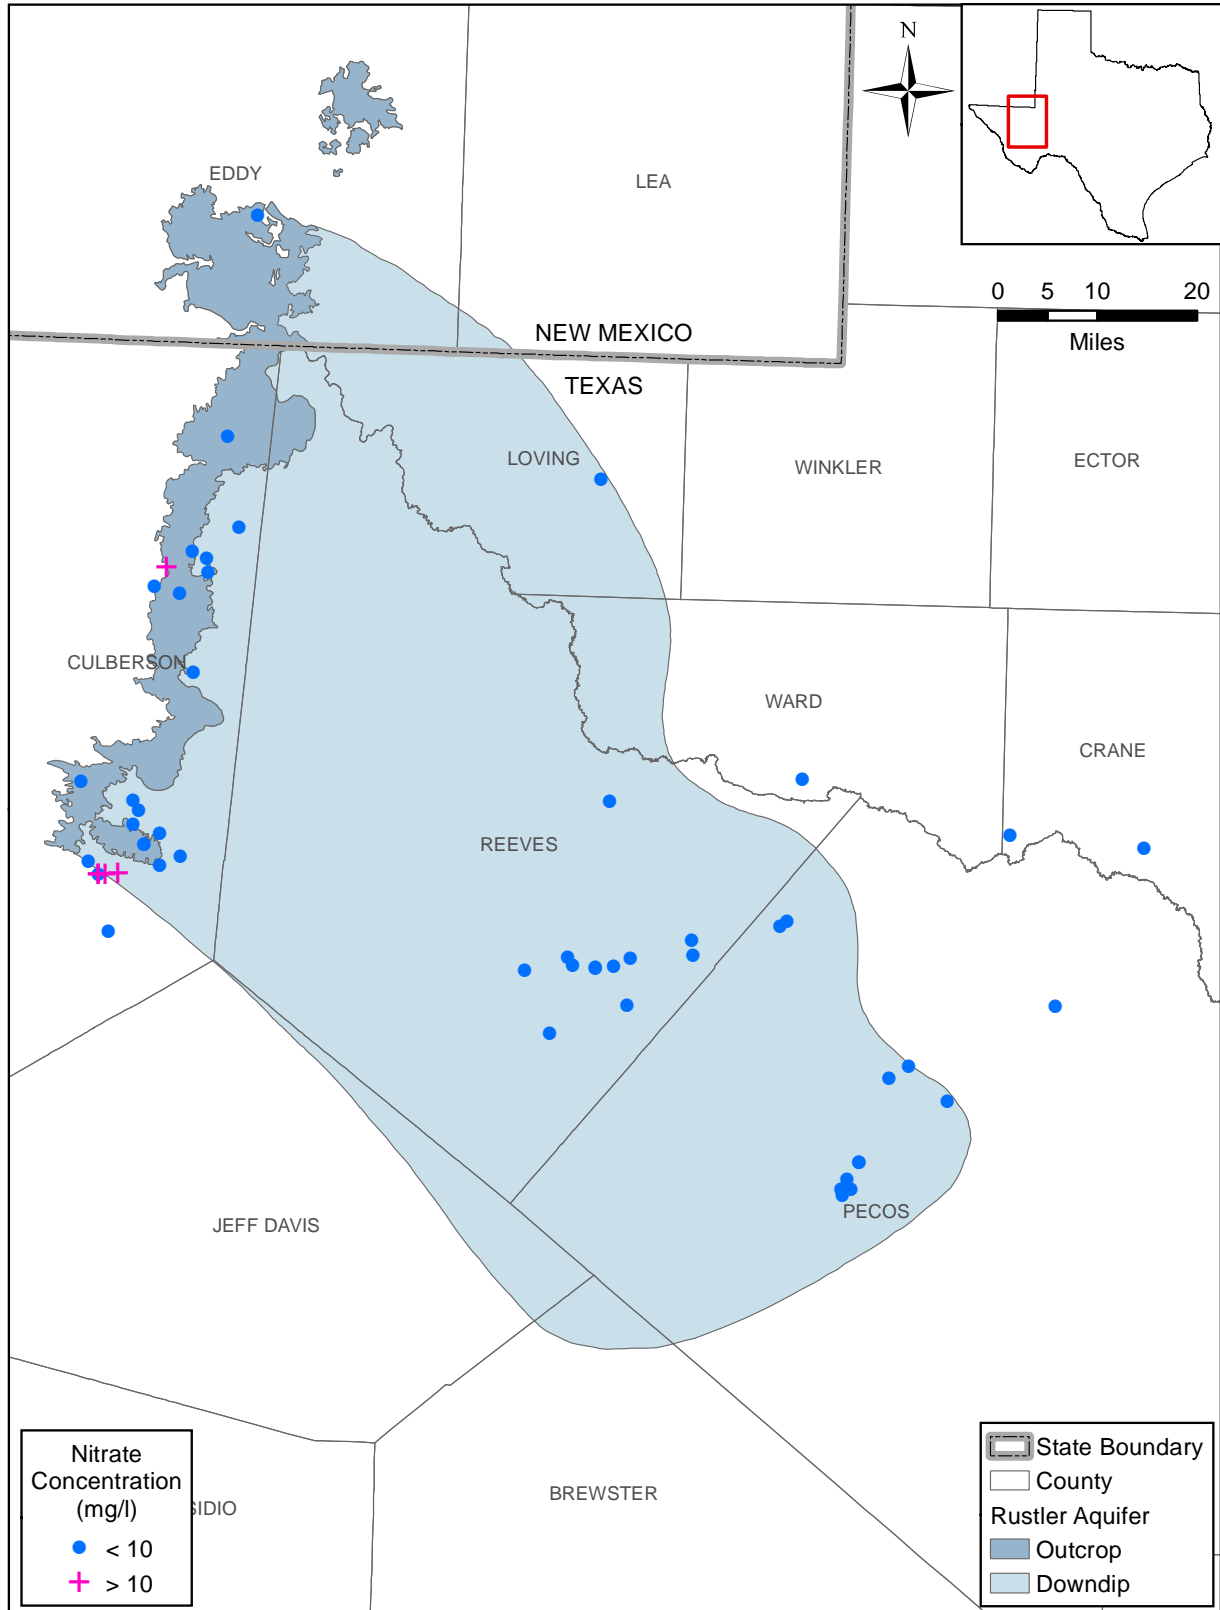 N
EDDY
LEA
0 5 10 20
Miles
NEW MEXICO
TEXAS
LOVING
WINKLER
ECTOR
CULBERSON
WARD
CRANE
REEVES
JEFF DAVIS
PECOS
BREWSTER
SIDIO
Nitrate
Concentration
(mg/l)
< 10
> 10
State Boundary
County
Rustler Aquifer
Outcrop
Downdip